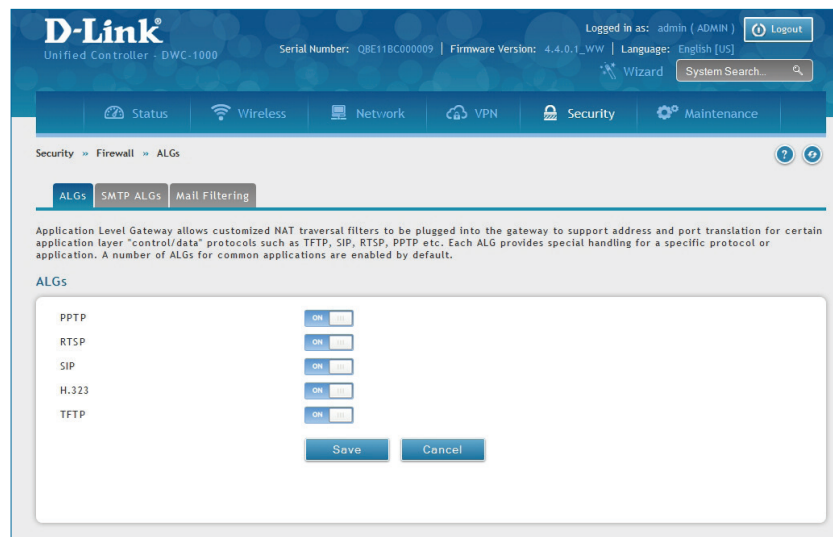 D-Link®
Logged in as: admin ( ADMIN ) Logout
Unified Controller - DWC-1000
Serial Number: QBE11BC000009 | Firmware Version: 4.4.0.1_WW | Language: English [US]
Wizard System Search...
Status Wireless Network VPN Security Maintenance
Security » Firewall » ALGs
ALGs SMTP ALGs Mail Filtering
Application Level Gateway allows customized NAT traversal filters to be plugged into the gateway to support address and port translation for certain
application layer "control/data" protocols such as TFTP, SIP, RTSP, PPTP etc. Each ALG provides special handling for a specific protocol or
application. A number of ALGs for common applications are enabled by default.
ALGs
PPTP ON
RTSP ON
SIP ON
H.323 ON
TFTP ON
Save Cancel